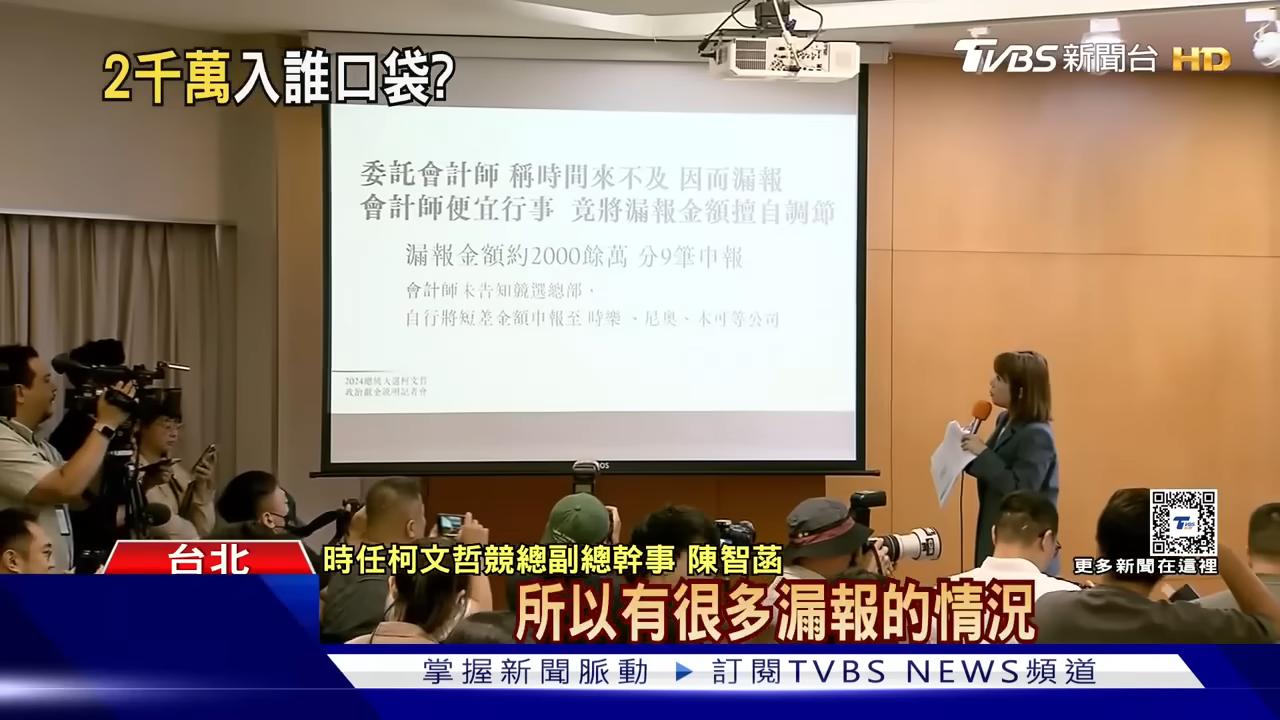 2千萬入誰口袋?
TVBS新聞台 HD
委託會計師 稱時間來不及 因而漏報
會計師便宜行事 竟將漏報金額擅自調節
漏報金額約2000餘萬 分9筆申報
會計師未告知競選總部,
自行將短差金額申報至 時樂、尼奧、木可等公司
2024總統大選柯文哲
政治獻金說明記者會
台北
時任柯文哲競總副總幹事 陳智菡
更多新聞在這裡
所以有很多漏報的情況
掌握新聞脈動 訂閱TVBS NEWS頻道